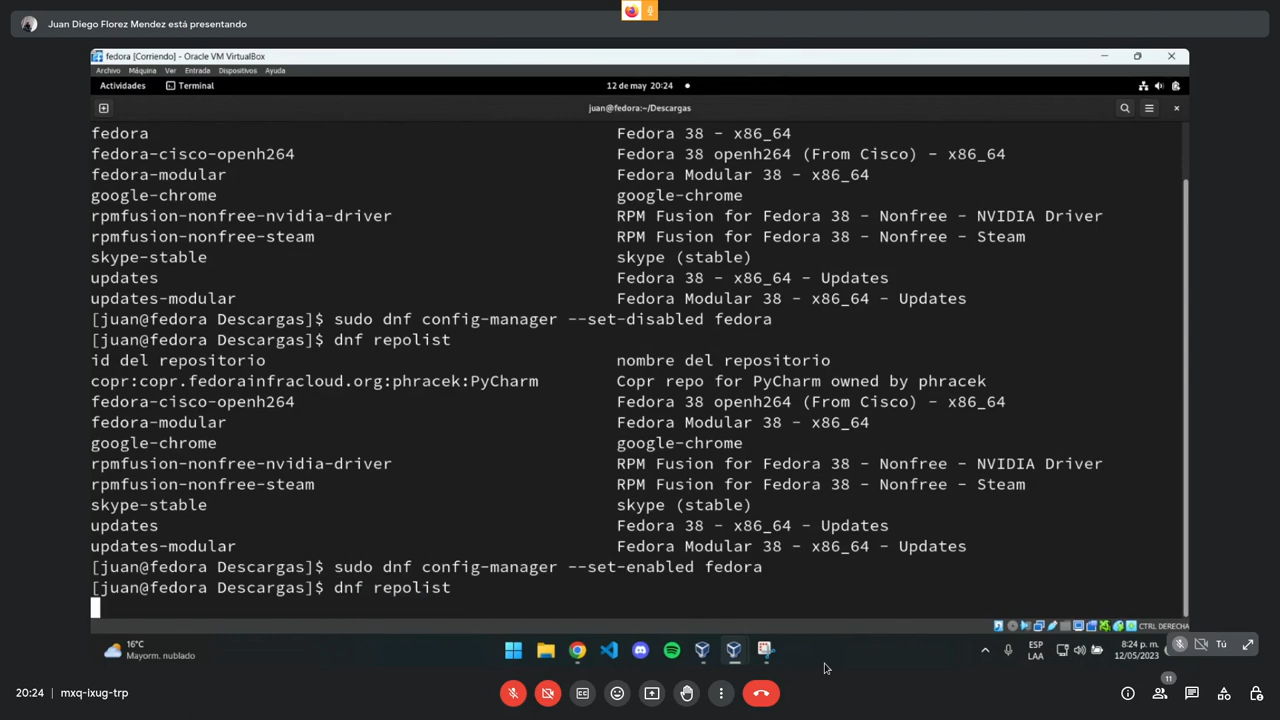 Juan Diego Florez Mendez está presentando
fedora [Corriendo] - Oracle VM VirtualBox
Archivo Máquina Ver Entrada Dispositivos Ayuda
Actividades Terminal 12 de may 20:24
juan@fedora:~/Descargas
fedora Fedora 38 - x86_64
fedora-cisco-openh264 Fedora 38 openh264 (From Cisco) - x86_64
fedora-modular Fedora Modular 38 - x86_64
google-chrome google-chrome
rpmfusion-nonfree-nvidia-driver RPM Fusion for Fedora 38 - Nonfree - NVIDIA Driver
rpmfusion-nonfree-steam RPM Fusion for Fedora 38 - Nonfree - Steam
skype-stable skype (stable)
updates Fedora 38 - x86_64 - Updates
updates-modular Fedora Modular 38 - x86_64 - Updates
[juan@fedora Descargas]$ sudo dnf config-manager --set-disabled fedora
[juan@fedora Descargas]$ dnf repolist
id del repositorio nombre del repositorio
copr:copr.fedorainfracloud.org:phracek:PyCharm Copr repo for PyCharm owned by phracek
fedora-cisco-openh264 Fedora 38 openh264 (From Cisco) - x86_64
fedora-modular Fedora Modular 38 - x86_64
google-chrome google-chrome
rpmfusion-nonfree-nvidia-driver RPM Fusion for Fedora 38 - Nonfree - NVIDIA Driver
rpmfusion-nonfree-steam RPM Fusion for Fedora 38 - Nonfree - Steam
skype-stable skype (stable)
updates Fedora 38 - x86_64 - Updates
updates-modular Fedora Modular 38 - x86_64 - Updates
[juan@fedora Descargas]$ sudo dnf config-manager --set-enabled fedora
[juan@fedora Descargas]$ dnf repolist
CTRL DERECHA
16°C
Mayorm. nublado
ESP
LAA
8:24 p. m.
12/05/2023
Tú
20:24 mxq-ixug-trp
11